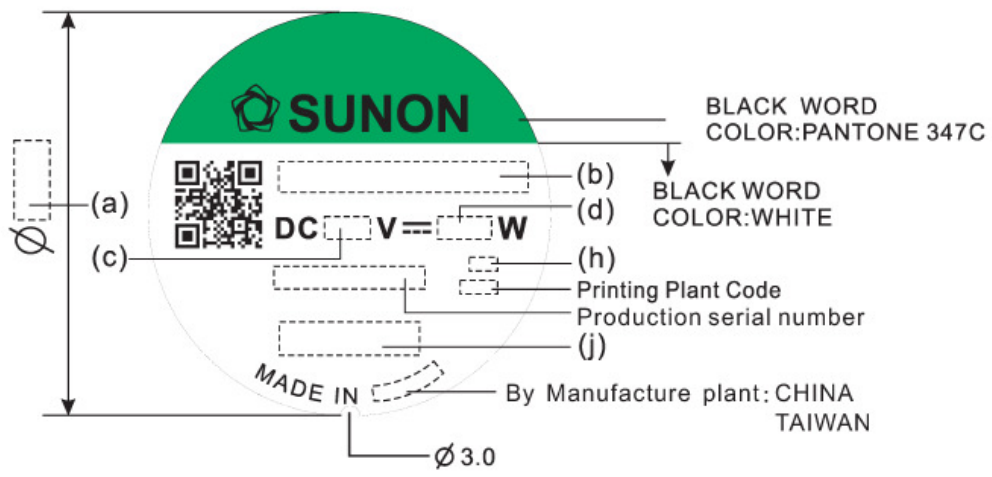 SUNON
BLACK WORD
COLOR:PANTONE 347C
BLACK WORD
COLOR:WHITE
(a)
(b)
(d)
DC V W
(c)
(h)
Printing Plant Code
Production serial number
(j)
MADE IN
By Manufacture plant: CHINA
TAIWAN
Ø
Ø 3.0